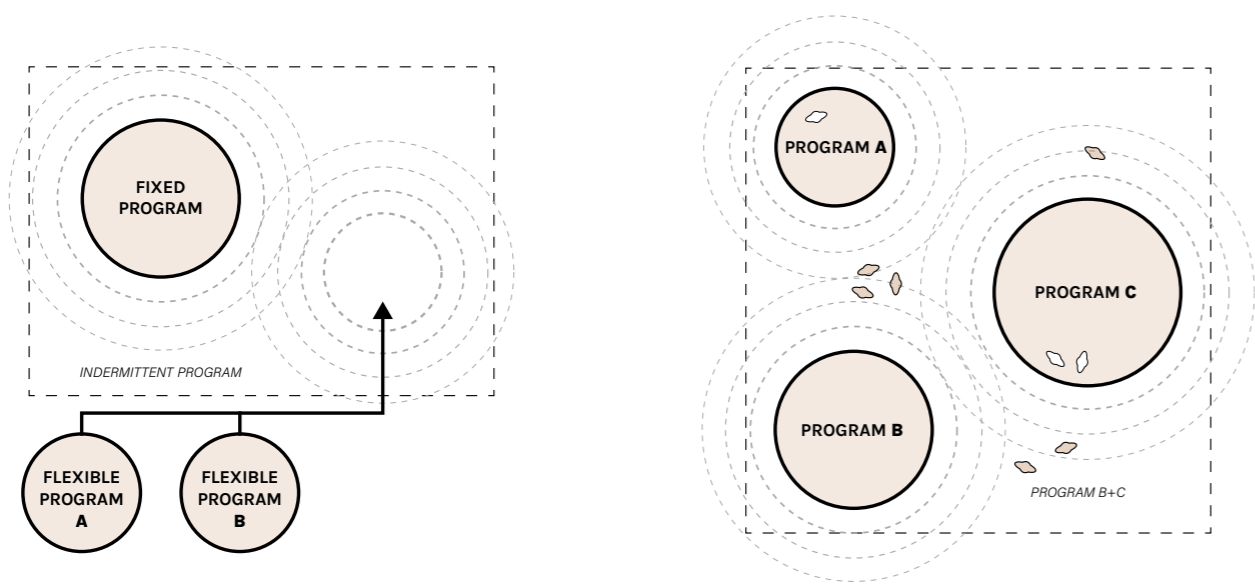 FIXED
PROGRAM
INDERMITTENT PROGRAM
FLEXIBLE
PROGRAM
A
FLEXIBLE
PROGRAM
B
PROGRAM A
PROGRAM C
PROGRAM B
PROGRAM B+C